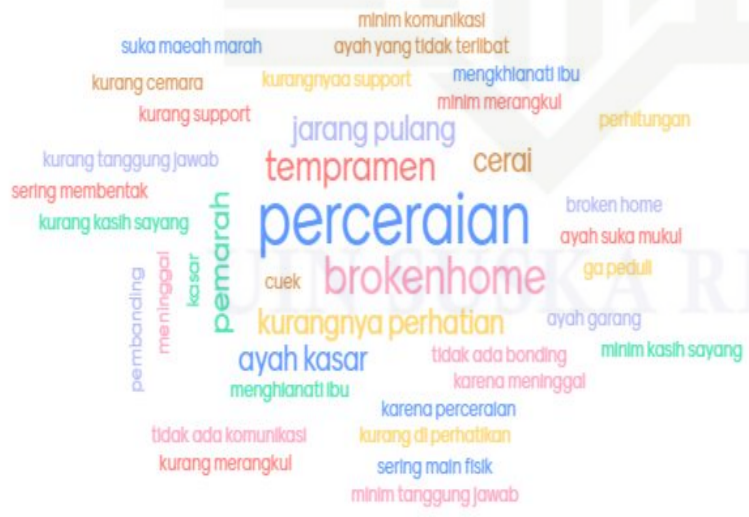 minim komunikasi
suka maeah marah
ayah yang tidak terlibat
kurang cemara
kurangnyaa support
mengkhianati ibu
kurang support
minim merangkul
perhitungan
jarang pulang
kurang tanggung jawab
tempramen
cerai
sering membentak
kurang kasih sayang
pemarah
perceraian
broken home
ayah suka mukul
kasar
meninggal
pembanding
cuek
brokenhome
ga peduli
kurangnya perhatian
ayah garang
ayah kasar
tidak ada bonding
minim kasih sayang
menghianati ibu
karena meninggal
karena perceraian
tidak ada komunikasi
kurang di perhatikan
kurang merangkul
sering main fisik
minim tanggung jawab
UIN SUSKA RI